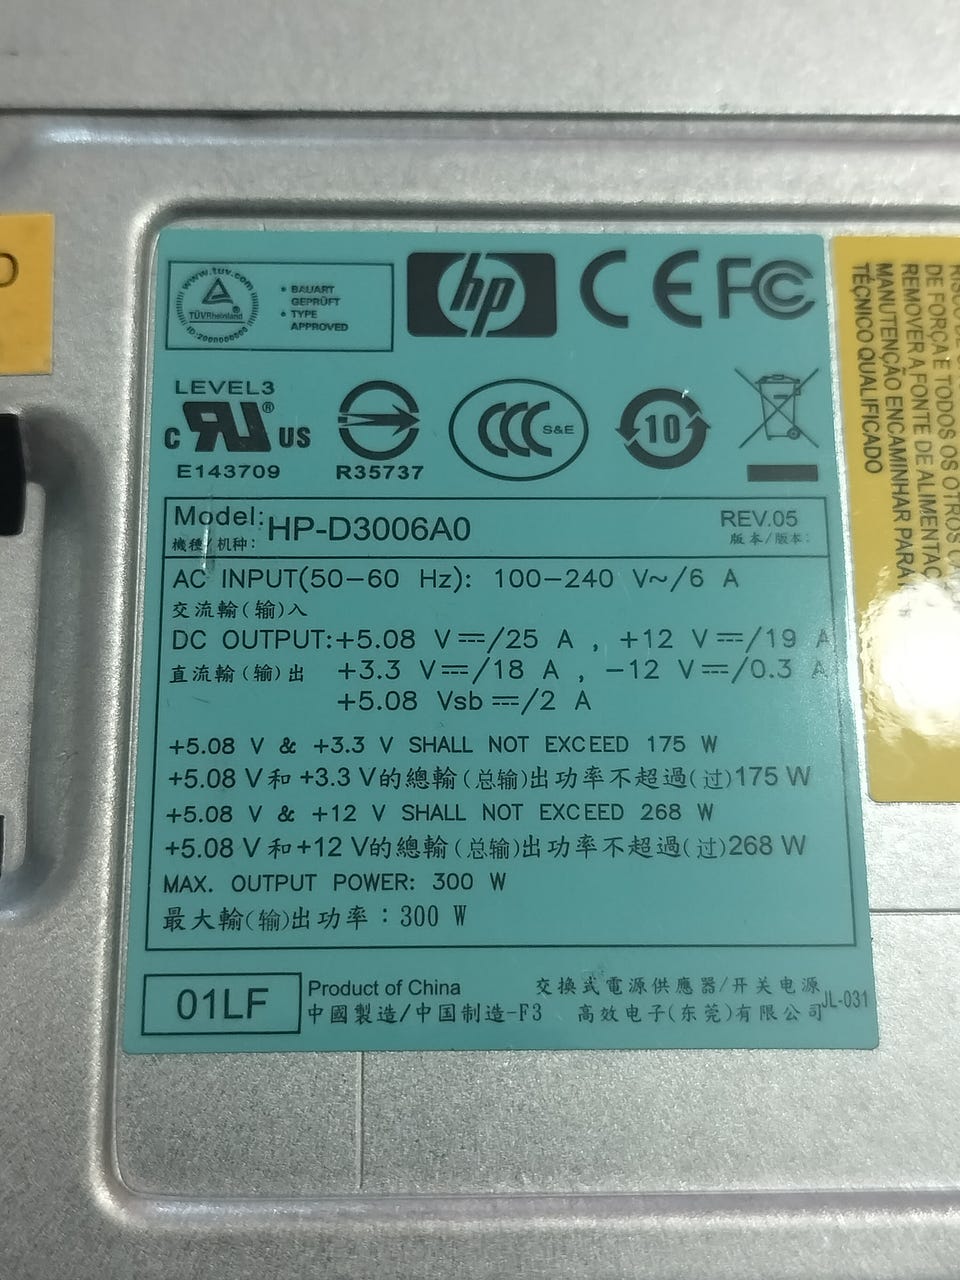 D
www.tuv.com
TÜVRheinland®
ID:2000000000
• BAUART
GEPRÜFT
• TYPE
APPROVED
hp
CE FC
LEVEL3
c RU® US
E143709
R35737
CCC S&E
10
Model: HP-D3006A0
機種/机种:
REV.05
版本/版本:
AC INPUT(50-60 Hz): 100-240 V~/6 A
交流輸(输)入
DC OUTPUT:+5.08 V⎓/25 A , +12 V⎓/19 A
直流輸(输)出 +3.3 V⎓/18 A , -12 V⎓/0.3 A
+5.08 Vsb⎓/2 A
+5.08 V & +3.3 V SHALL NOT EXCEED 175 W
+5.08 V 和 +3.3 V的總輸(总输)出功率不超過(过)175 W
+5.08 V & +12 V SHALL NOT EXCEED 268 W
+5.08 V 和+12 V的總輸(总输)出功率不超過(过)268 W
MAX. OUTPUT POWER: 300 W
最大輸(输)出功率：300 W
01LF
Product of China
中國製造/中国制造-F3
交換式電源供應器/开关电源
高效电子(东莞)有限公司
JL-031
DE FORÇA E TODOS OS OUTROS
REMOVER A FONTE DE ALIMENTAÇ
MANUTENÇÃO ENCAMINHAR PARA
TÉCNICO QUALIFICADO